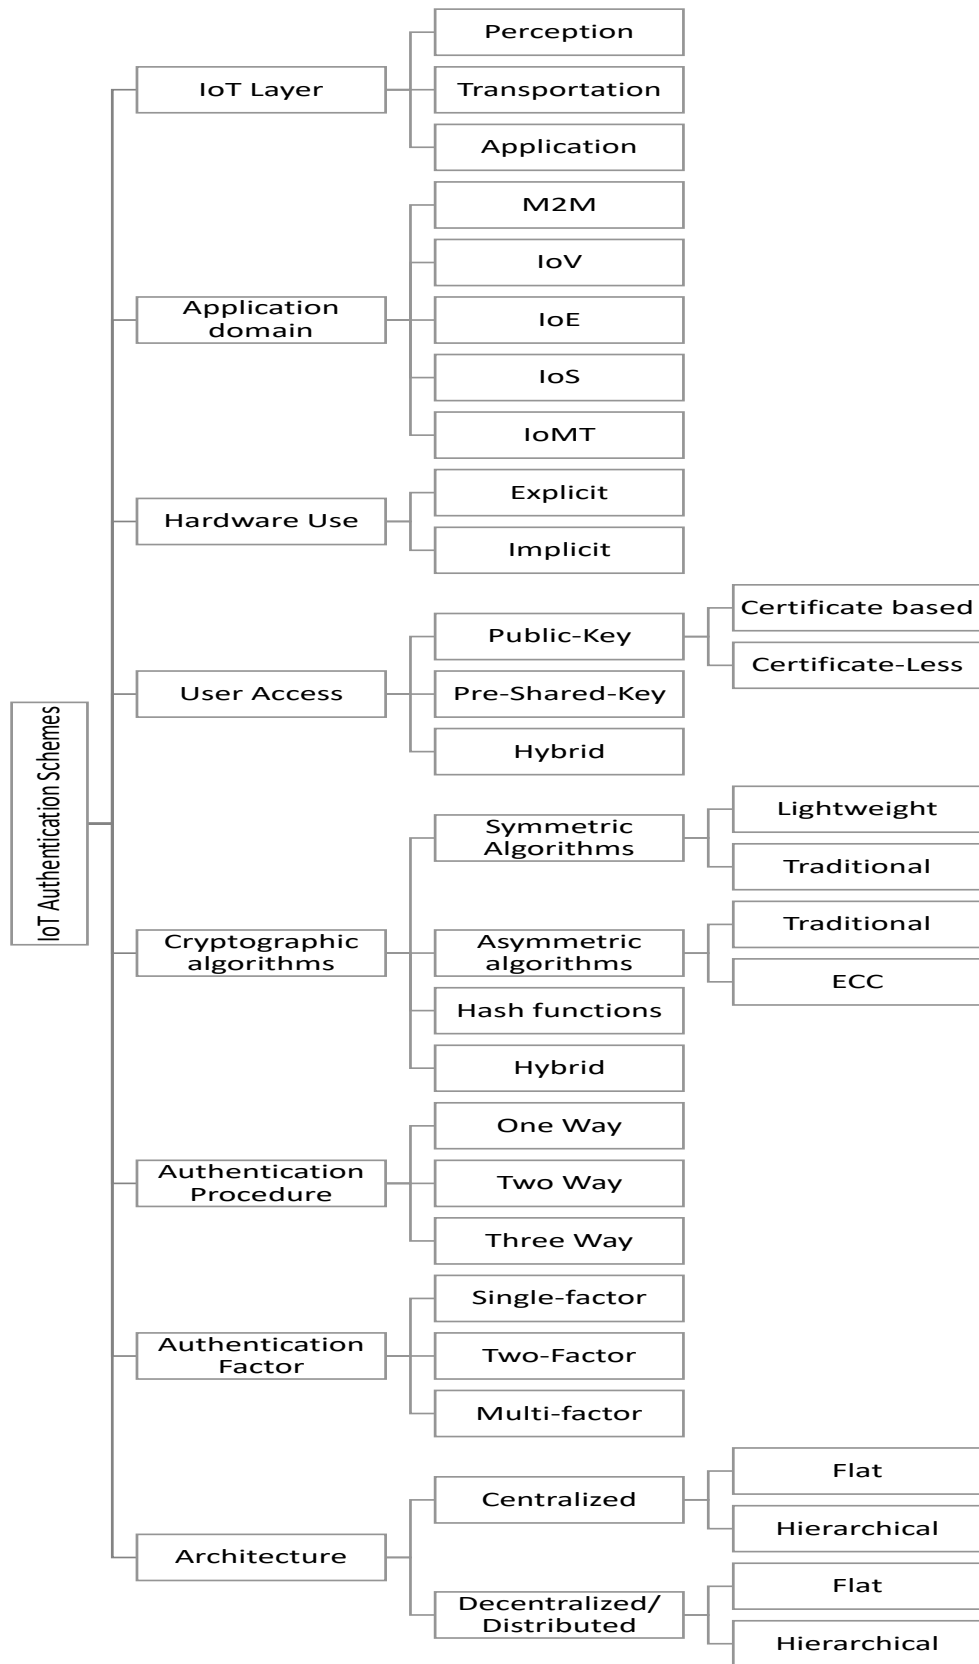 IoT Authentication Schemes
IoT Layer
Perception
Transportation
Application
Application
domain
M2M
IoV
IoE
IoS
IoMT
Hardware Use
Explicit
Implicit
User Access
Public-Key
Certificate based
Certificate-Less
Pre-Shared-Key
Hybrid
Cryptographic
algorithms
Symmetric
Algorithms
Lightweight
Traditional
Asymmetric
algorithms
Traditional
ECC
Hash functions
Hybrid
Authentication
Procedure
One Way
Two Way
Three Way
Authentication
Factor
Single-factor
Two-Factor
Multi-factor
Architecture
Centralized
Flat
Hierarchical
Decentralized/
Distributed
Flat
Hierarchical